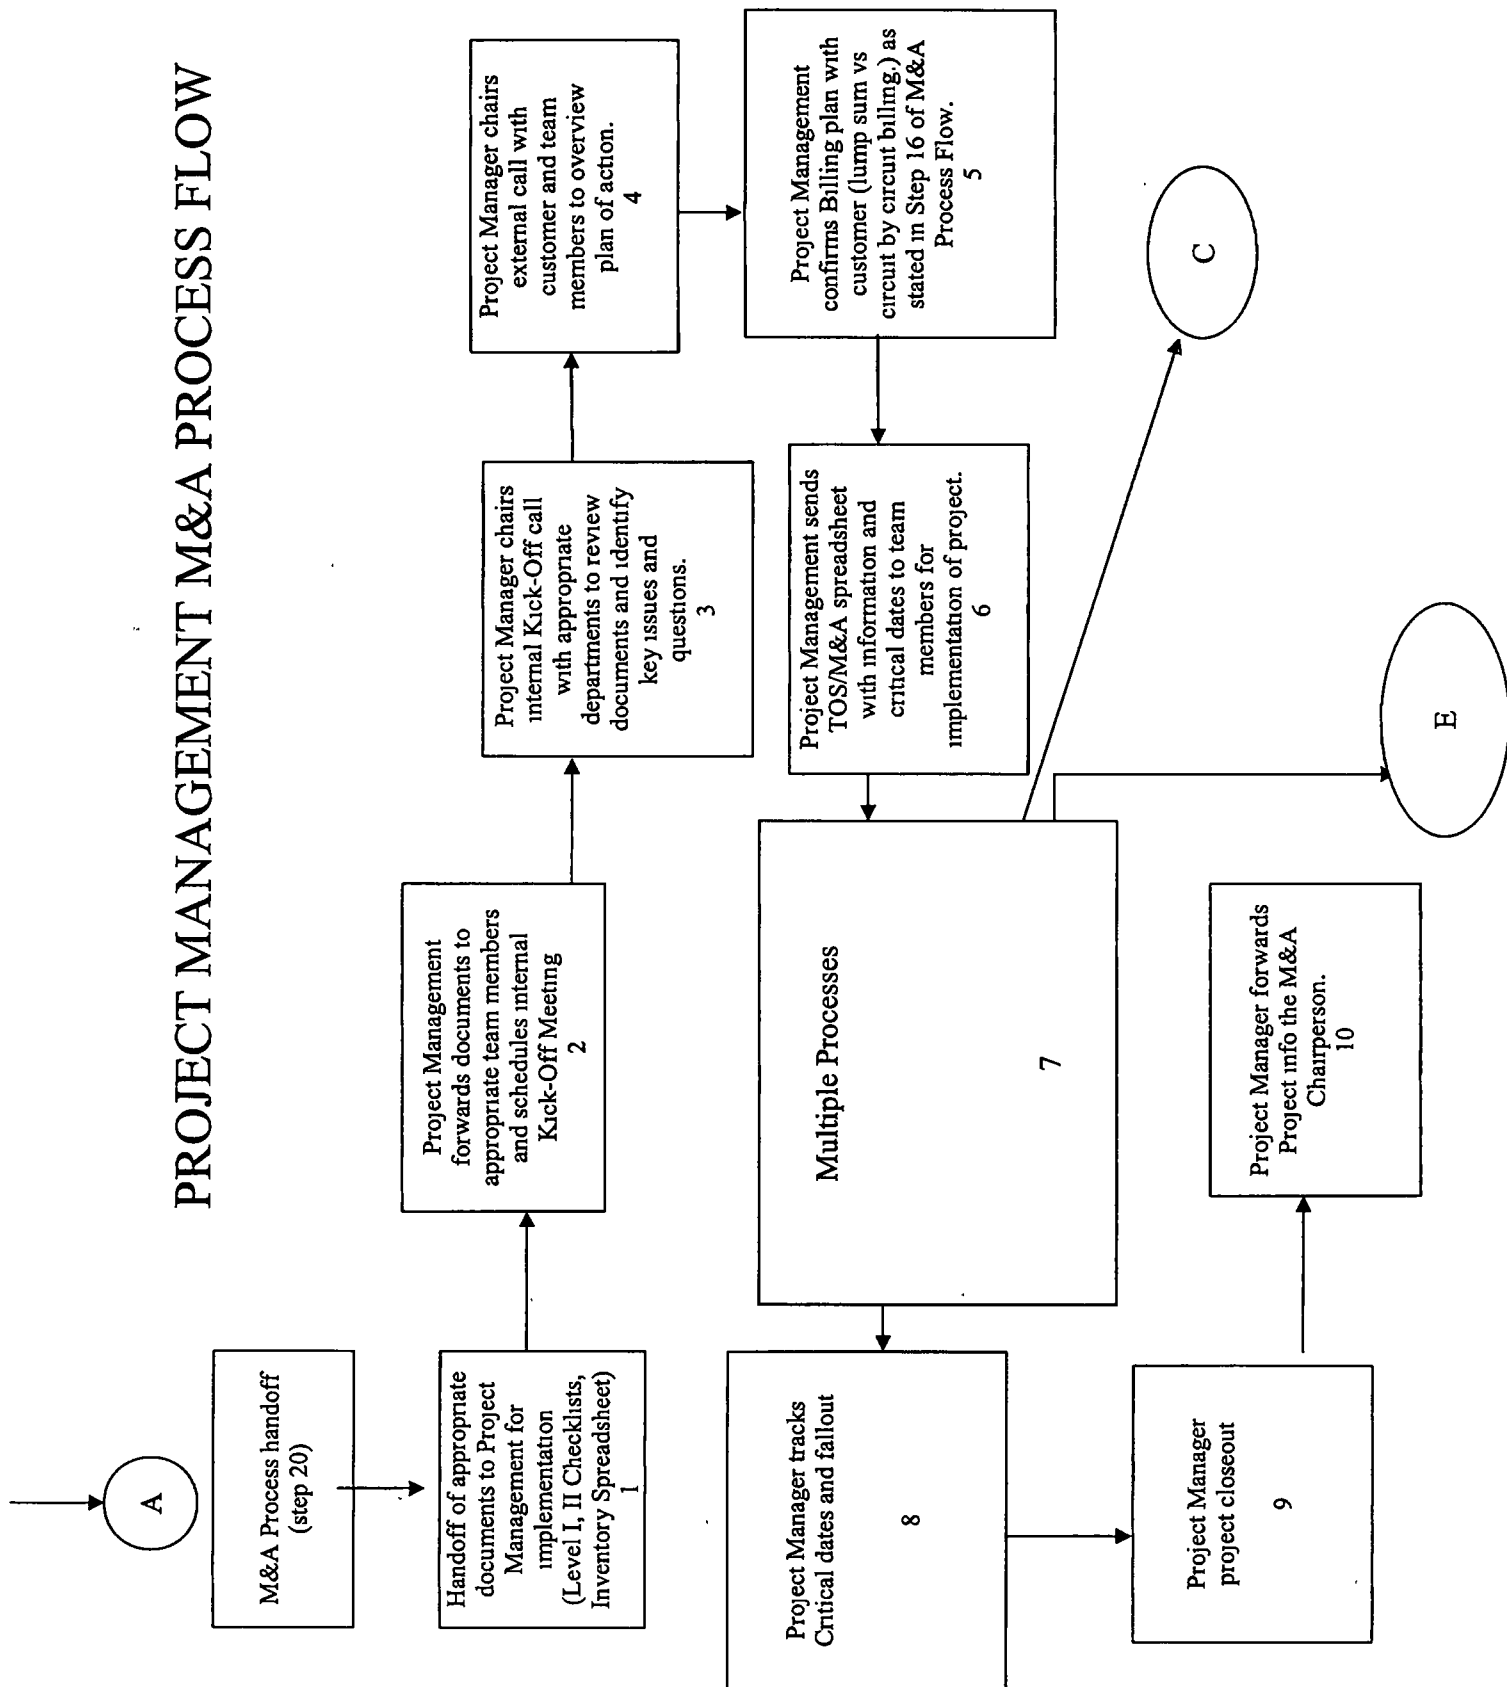 PROJECT MANAGEMENT M&A PROCESS FLOW
A
M&A Process handoff
(step 20)
Handoff of appropriate
documents to Project
Management for
implementation
(Level I, II Checklists,
Inventory Spreadsheet)
1
Project Management
forwards documents to
appropriate team members
and schedules internal
Kick-Off Meeting
2
Project Manager chairs
internal Kick-Off call
with appropriate
departments to review
documents and identify
key issues and
questions.
3
Project Manager chairs
external call with
customer and team
members to overview
plan of action.
4
Project Management
confirms Billing plan with
customer (lump sum vs
circuit by circuit billing.) as
stated in Step 16 of M&A
Process Flow.
5
Project Management sends
TOS/M&A spreadsheet
with information and
critical dates to team
members for
implementation of project.
6
Multiple Processes
7
Project Manager tracks
Critical dates and fallout
8
Project Manager
project closeout
9
Project Manager forwards
Project info the M&A
Chairperson.
10
C
E